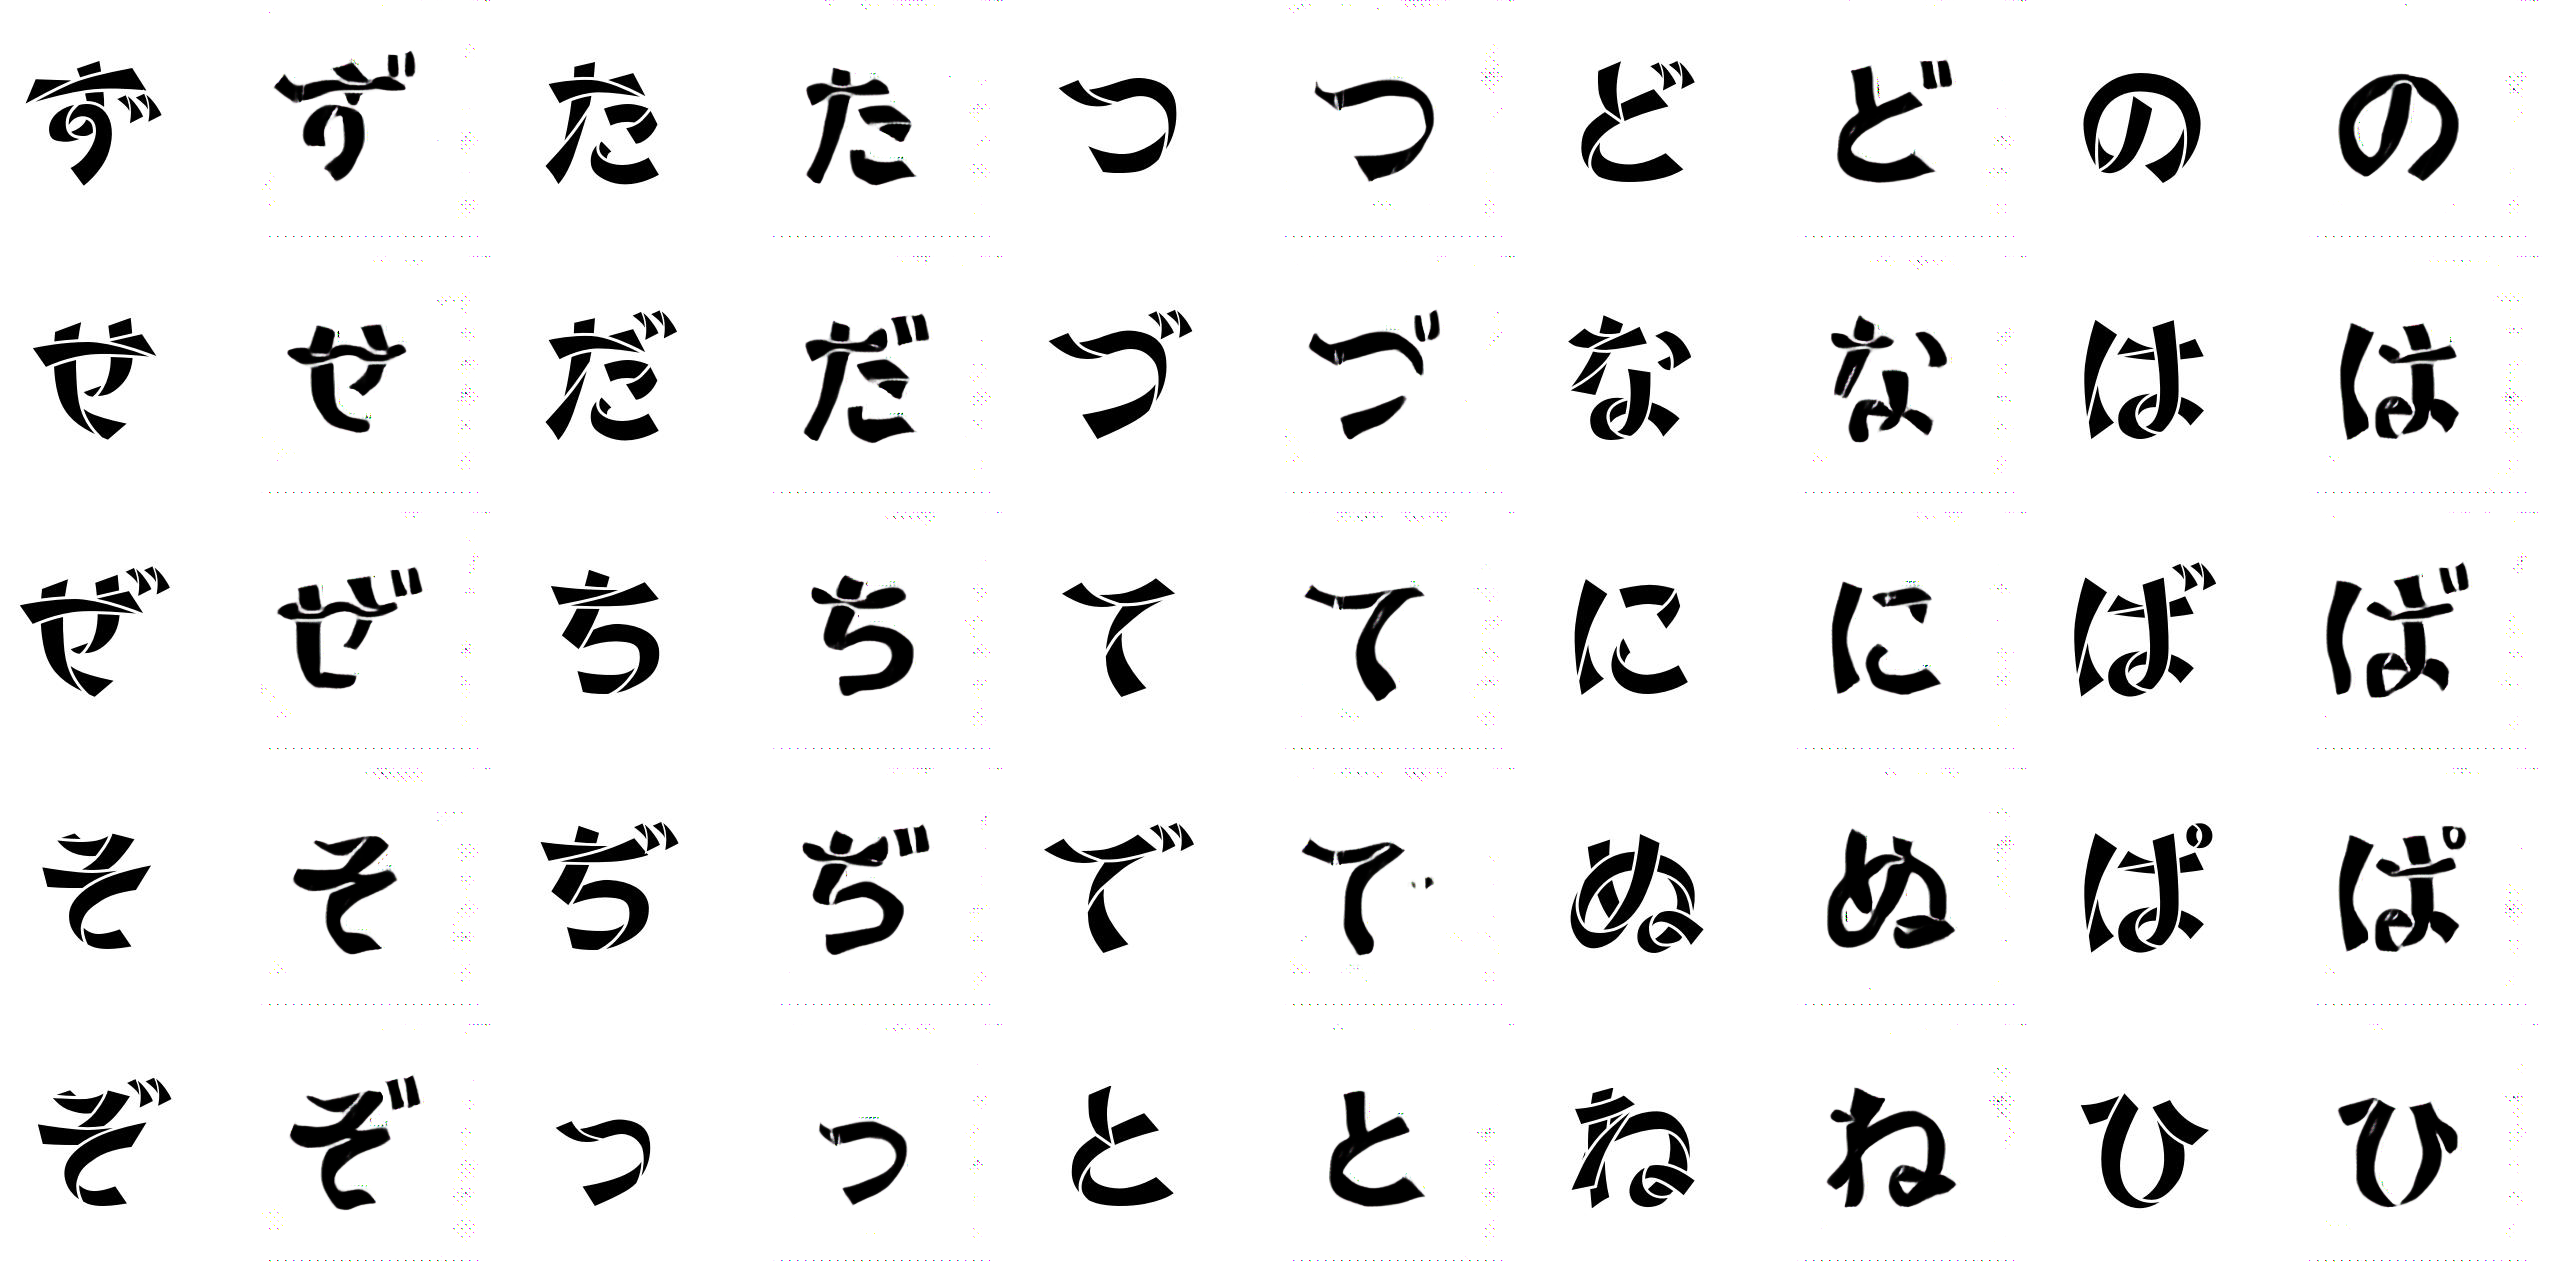 ず ず た た つ つ ど ど の の
せ せ だ だ づ づ な な は は
ぜ ぜ ち ち て て に に ば ば
そ そ ぢ ぢ で で ぬ ぬ ぱ ぱ
ぞ ぞ っ っ と と ね ね ひ ひ